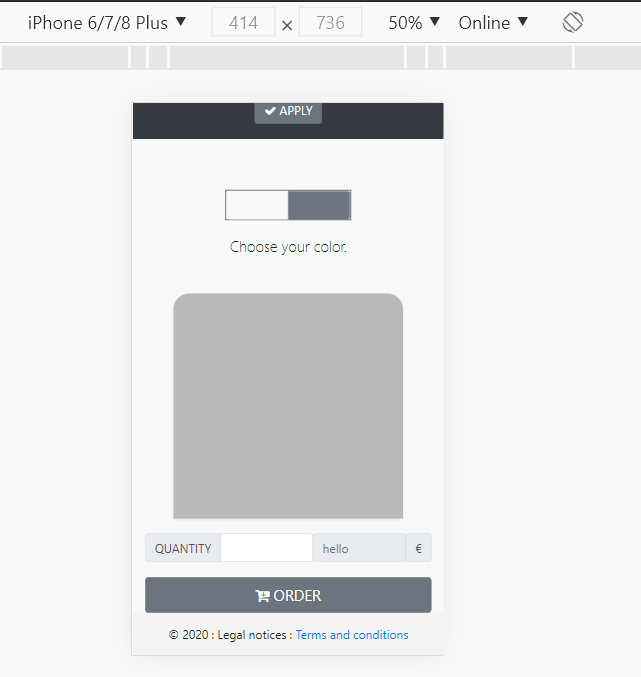 iPhone 6/7/8 Plus ▼ 414 × 736 50% ▼ Online ▼
APPLY
Choose your color.
QUANTITY hello €
ORDER
© 2020 : Legal notices : Terms and conditions